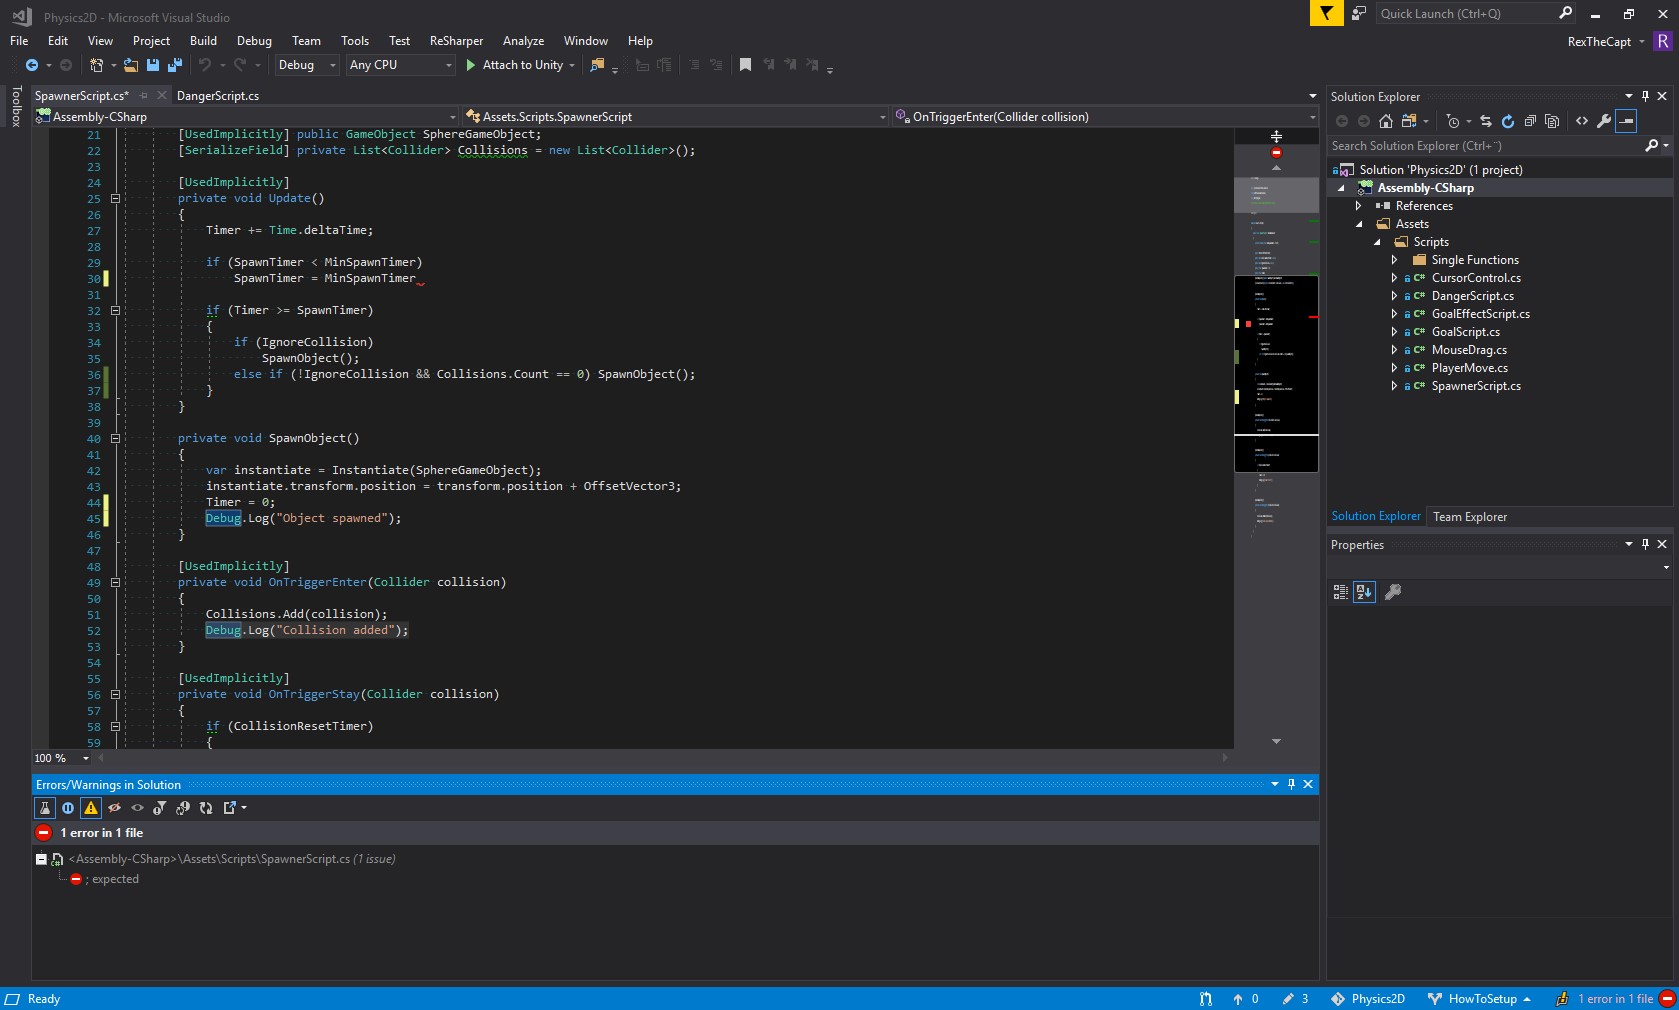 Physics2D - Microsoft Visual Studio
Quick Launch (Ctrl+Q)
File Edit View Project Build Debug Team Tools Test ReSharper Analyze Window Help
RexTheCapt R
Debug Any CPU Attach to Unity
Toolbox
SpawnerScript.cs* DangerScript.cs
Assembly-CSharp Assets.Scripts.SpawnerScript OnTriggerEnter(Collider collision)
21 [UsedImplicitly] public GameObject SphereGameObject;
22 [SerializeField] private List<Collider> Collisions = new List<Collider>();
23
24 [UsedImplicitly]
25 private void Update()
26 {
27 Timer += Time.deltaTime;
28
29 if (SpawnTimer < MinSpawnTimer)
30 SpawnTimer = MinSpawnTimer
31
32 if (Timer >= SpawnTimer)
33 {
34 if (IgnoreCollision)
35 SpawnObject();
36 else if (!IgnoreCollision && Collisions.Count == 0) SpawnObject();
37 }
38 }
39
40 private void SpawnObject()
41 {
42 var instantiate = Instantiate(SphereGameObject);
43 instantiate.transform.position = transform.position + OffsetVector3;
44 Timer = 0;
45 Debug.Log("Object spawned");
46 }
47
48 [UsedImplicitly]
49 private void OnTriggerEnter(Collider collision)
50 {
51 Collisions.Add(collision);
52 Debug.Log("Collision added");
53 }
54
55 [UsedImplicitly]
56 private void OnTriggerStay(Collider collision)
57 {
58 if (CollisionResetTimer)
59 {
100 %
Errors/Warnings in Solution
1 error in 1 file
<Assembly-CSharp>\Assets\Scripts\SpawnerScript.cs (1 issue)
; expected
Solution Explorer
Search Solution Explorer (Ctrl+¨)
Solution 'Physics2D' (1 project)
Assembly-CSharp
References
Assets
Scripts
Single Functions
C# CursorControl.cs
C# DangerScript.cs
C# GoalEffectScript.cs
C# GoalScript.cs
C# MouseDrag.cs
C# PlayerMove.cs
C# SpawnerScript.cs
Solution Explorer Team Explorer
Properties
Ready 0 3 Physics2D HowToSetup 1 error in 1 file